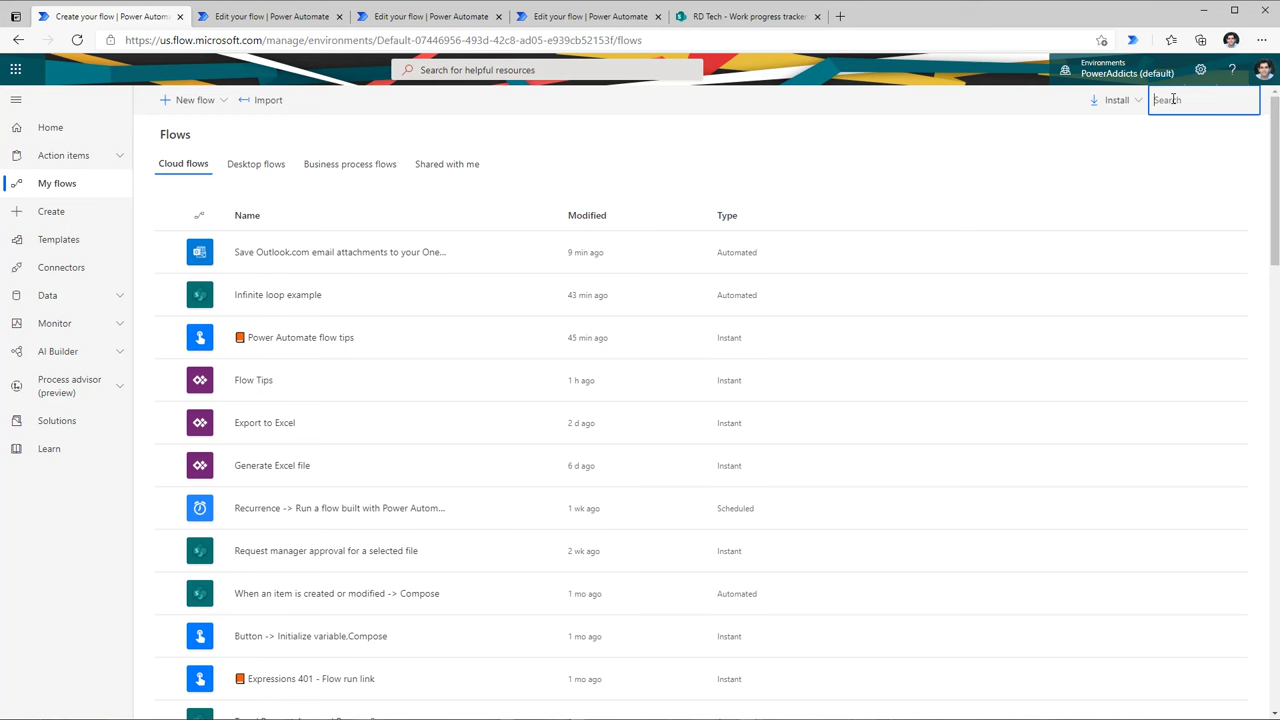 Create your flow | Power Automa
Edit your flow | Power Automate
Edit your flow | Power Automate
Edit your flow | Power Automate
RD Tech - Work progress tracker
https://us.flow.microsoft.com/manage/environments/Default-07446956-493d-42c8-ad05-e939cb52153f/flows
Search for helpful resources
Environments
PowerAddicts (default)
New flow
Import
Install
Search
Home
Action items
My flows
Create
Templates
Connectors
Data
Monitor
AI Builder
Process advisor
(preview)
Solutions
Learn
Flows
Cloud flows
Desktop flows
Business process flows
Shared with me
Name Modified Type
Save Outlook.com email attachments to your One... 9 min ago Automated
Infinite loop example 43 min ago Automated
Power Automate flow tips 45 min ago Instant
Flow Tips 1 h ago Instant
Export to Excel 2 d ago Instant
Generate Excel file 6 d ago Instant
Recurrence -> Run a flow built with Power Autom... 1 wk ago Scheduled
Request manager approval for a selected file 2 wk ago Instant
When an item is created or modified -> Compose 1 mo ago Automated
Button -> Initialize variable,Compose 1 mo ago Instant
Expressions 401 - Flow run link 1 mo ago Instant